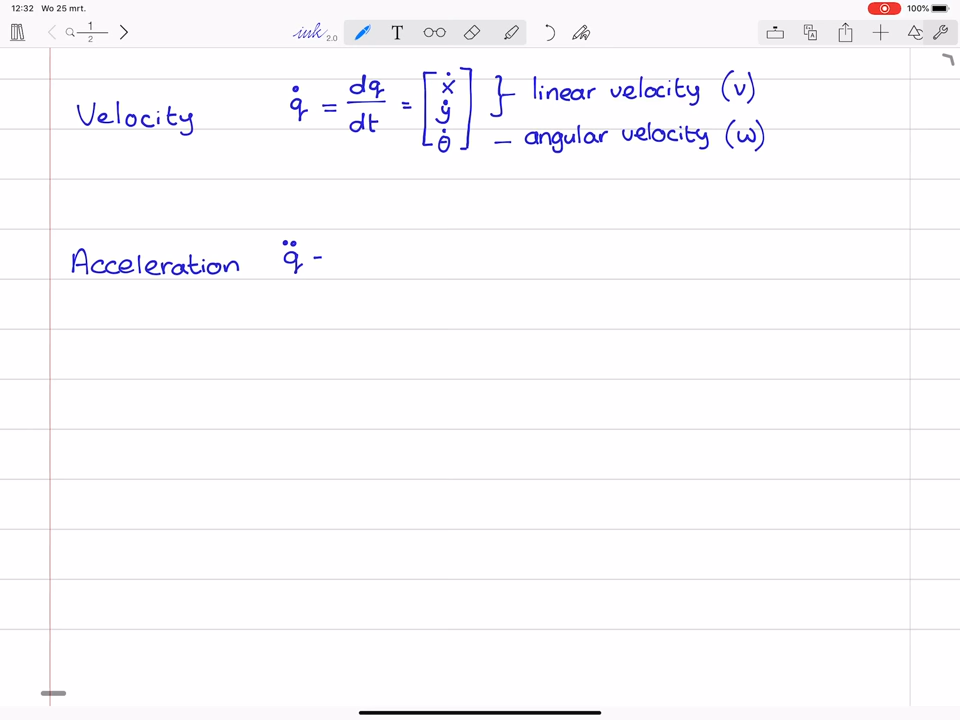 12:32 Wo 25 mrt. 100%
1/2 ink 2.0 T
Velocity q̇ = dq/dt = [ẋ ẏ θ̇] } linear velocity (v)
– angular velocity (ω)
Acceleration q̈ -